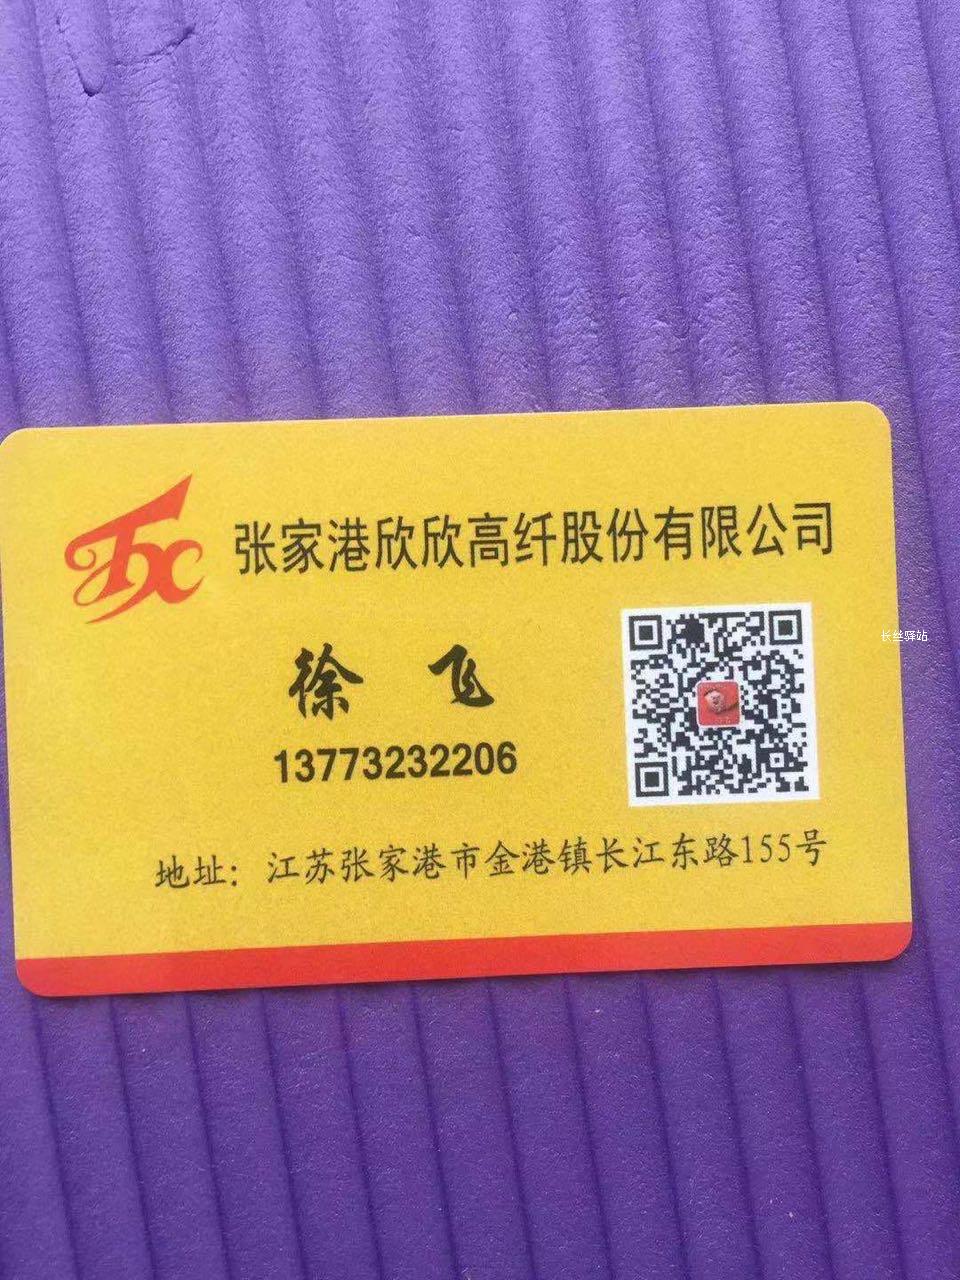 张家港欣欣高纤股份有限公司
徐 飞
13773232206
地址：江苏张家港市金港镇长江东路155号
长丝驿站